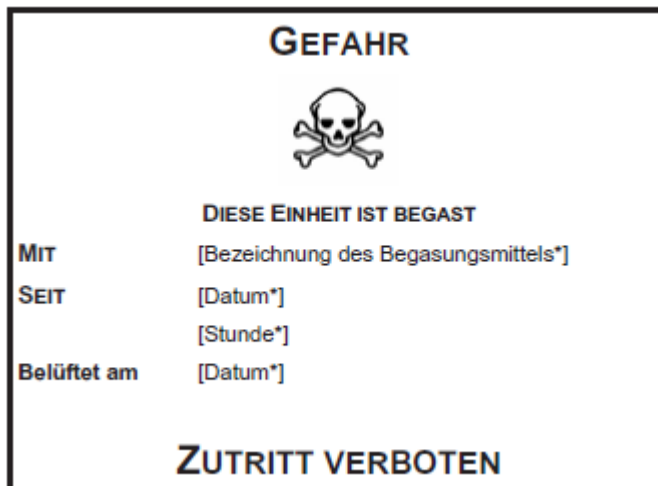 GEFAHR
DIESE EINHEIT IST BEGAST
MIT [Bezeichnung des Begasungsmittels*]
SEIT [Datum*]
[Stunde*]
Belüftet am [Datum*]
ZUTRITT VERBOTEN